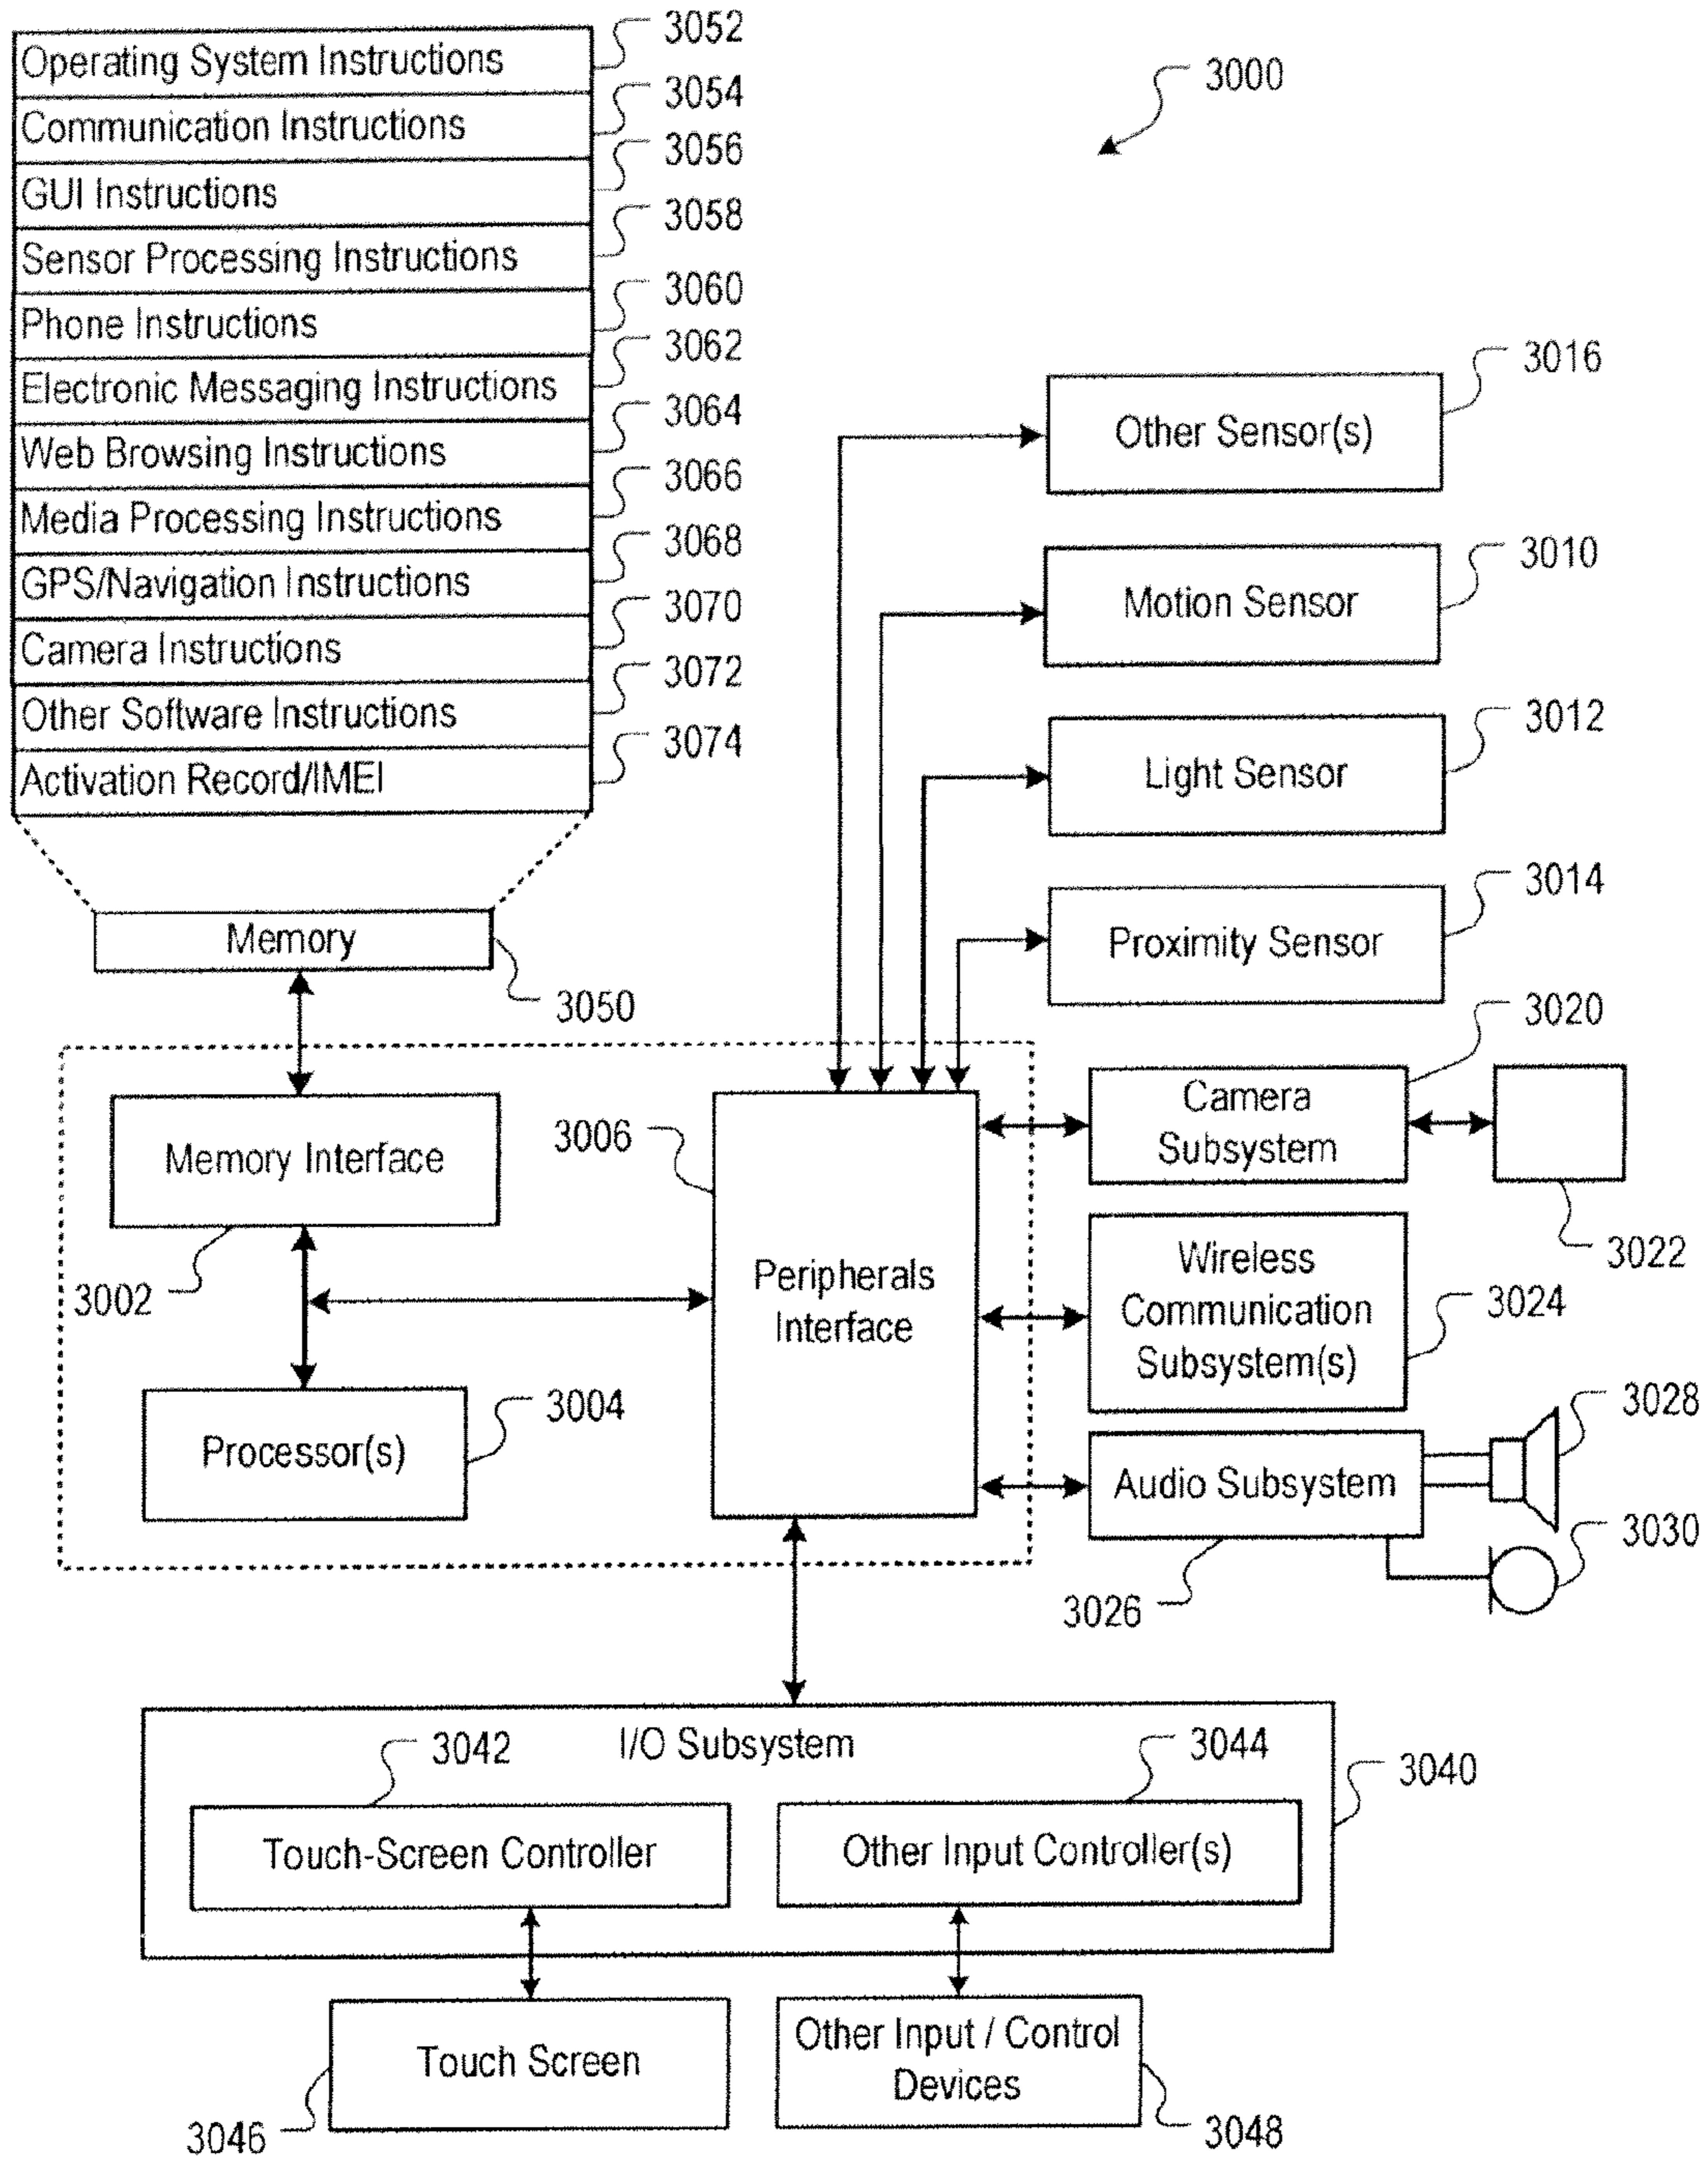 3052
Operating System Instructions
3000
3054
Communication Instructions
3056
GUI Instructions
3058
Sensor Processing Instructions
3060
Phone Instructions
3062
Electronic Messaging Instructions
3064
Web Browsing Instructions
3066
Media Processing Instructions
3068
GPS/Navigation Instructions
3070
Camera Instructions
3072
Other Software Instructions
3074
Activation Record/IMEI
Memory
3050
3016
Other Sensor(s)
3010
Motion Sensor
3012
Light Sensor
3014
Proximity Sensor
3020
Camera
Subsystem
3022
Memory Interface
3002
3006
Peripherals
Interface
Wireless
Communication
Subsystem(s)
3024
Processor(s)
3004
Audio Subsystem
3028
3030
3026
I/O Subsystem
3042
3044
3040
Touch-Screen Controller
Other Input Controller(s)
Touch Screen
3046
Other Input / Control
Devices
3048